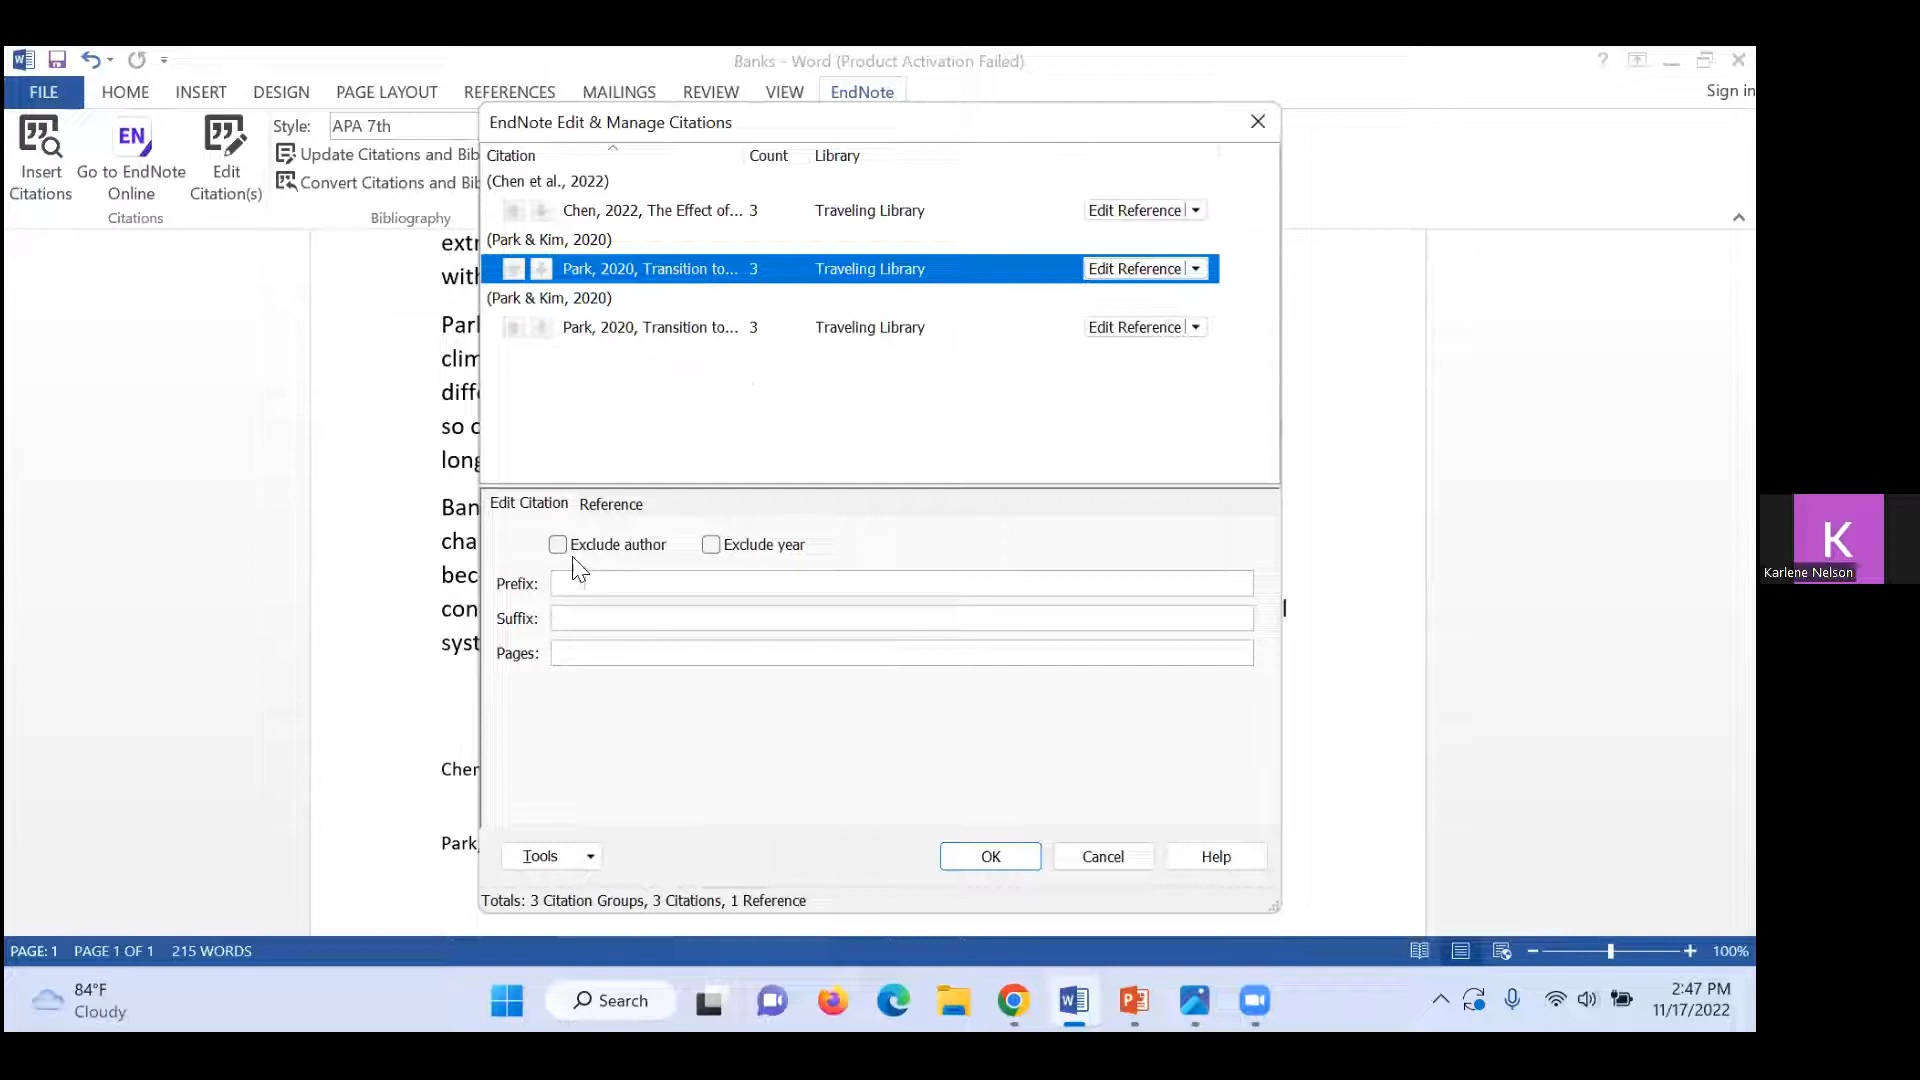 Banks - Word (Product Activation Failed)
?
FILE HOME INSERT DESIGN PAGE LAYOUT REFERENCES MAILINGS REVIEW VIEW EndNote
Sign in
Insert Citations
EN
Go to EndNote Online
Edit Citation(s)
Citations
Style: APA 7th
Update Citations and Bib
Convert Citations and Bib
Bibliography
EndNote Edit & Manage Citations
Citation Count Library
(Chen et al., 2022)
Chen, 2022, The Effect of... 3 Traveling Library Edit Reference
(Park & Kim, 2020)
Park, 2020, Transition to... 3 Traveling Library Edit Reference
(Park & Kim, 2020)
Park, 2020, Transition to... 3 Traveling Library Edit Reference
Edit Citation Reference
Exclude author Exclude year
Prefix:
Suffix:
Pages:
Tools OK Cancel Help
Totals: 3 Citation Groups, 3 Citations, 1 Reference
with
clim
diffe
so c
long
Ban
cha
bec
con
syst
Chen
Park,
K
Karlene Nelson
PAGE: 1 PAGE 1 OF 1 215 WORDS
100%
84°F
Cloudy
Search
2:47 PM
11/17/2022